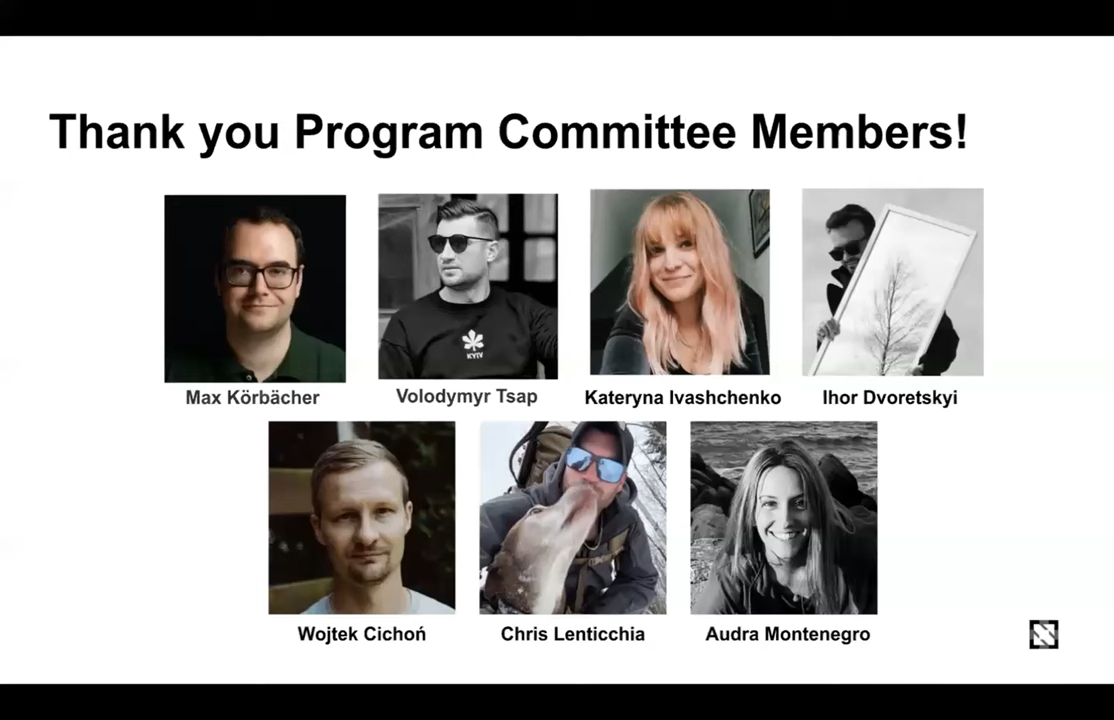 Thank you Program Committee Members!
KYIV
Max Körbächer
Volodymyr Tsap
Kateryna Ivashchenko
Ihor Dvoretskyi
Wojtek Cichoń
Chris Lenticchia
Audra Montenegro